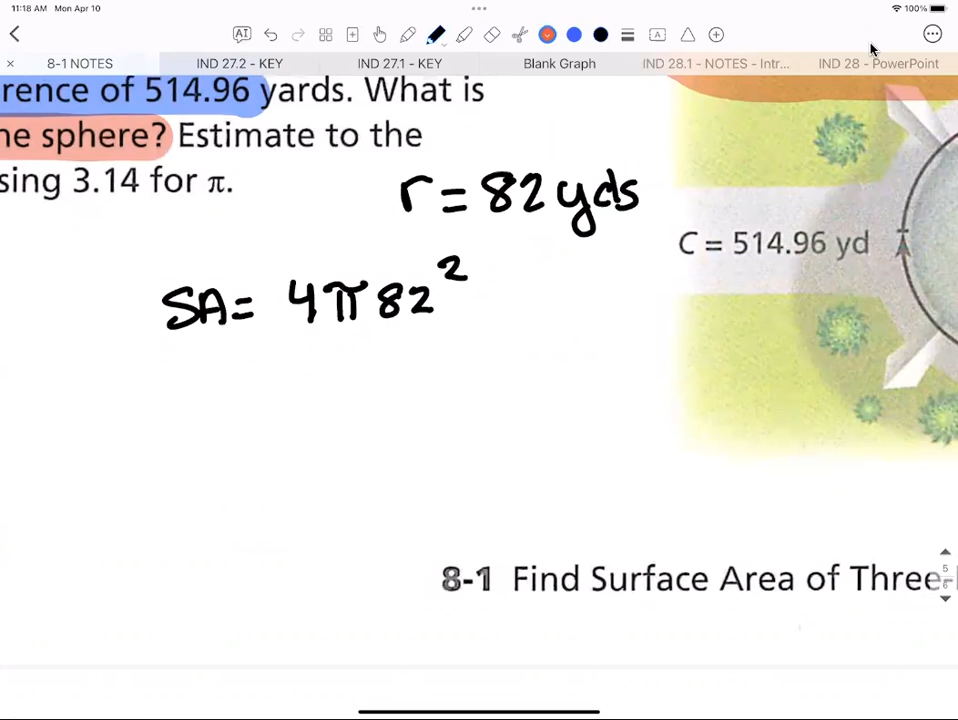 11:18 AM Mon Apr 10
100%
AI
8-1 NOTES
IND 27.2 - KEY
IND 27.1 - KEY
Blank Graph
IND 28.1 - NOTES - Intr...
IND 28 - PowerPoint
rence of 514.96 yards. What is
he sphere? Estimate to the
sing 3.14 for π.
r = 82 yds
C = 514.96 yd
SA = 4π82²
8-1 Find Surface Area of Three-
5
6